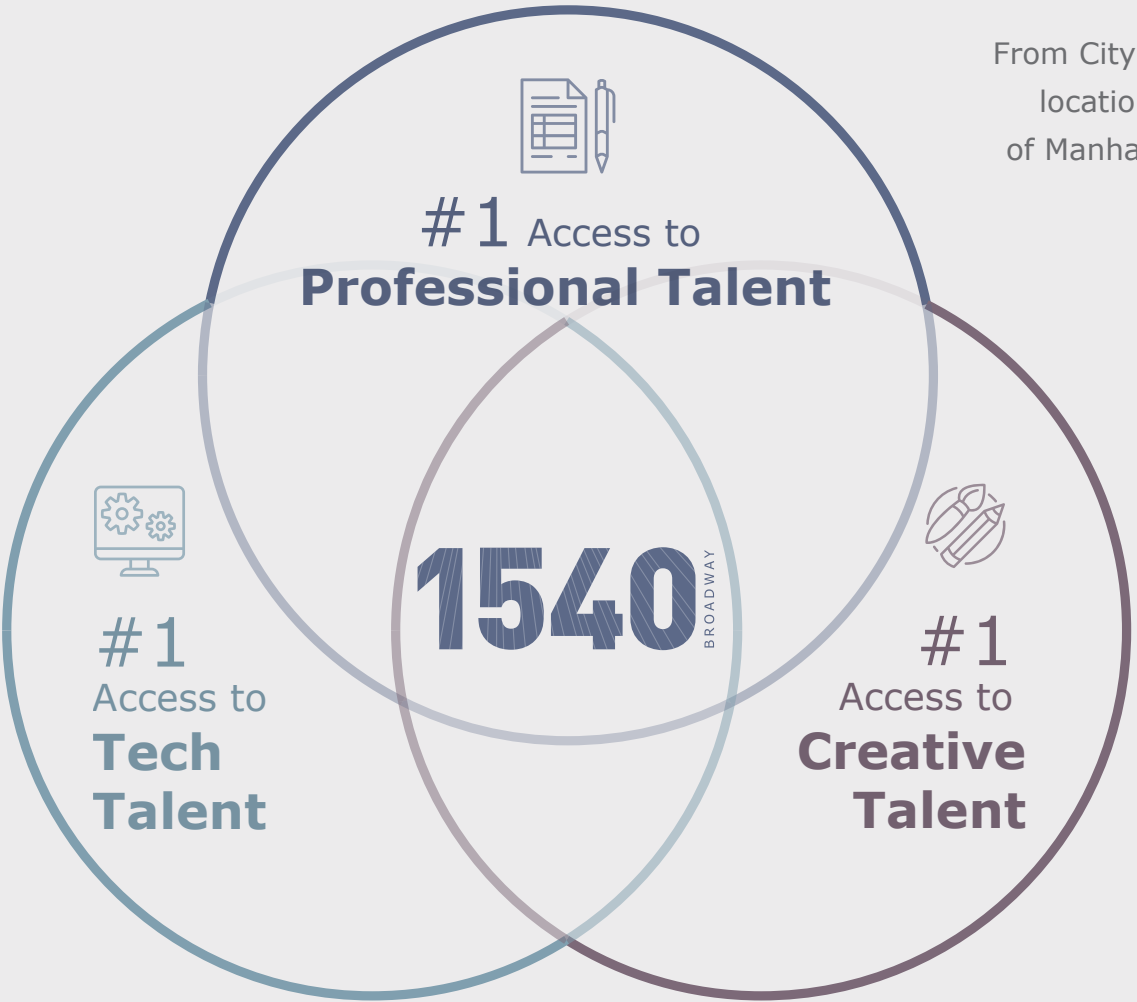 From City
of
#1 Access to
Professional Talent
1540
BROADWAY
#1
Access to
Tech
Talent
#1
Access to
Creative
Talent